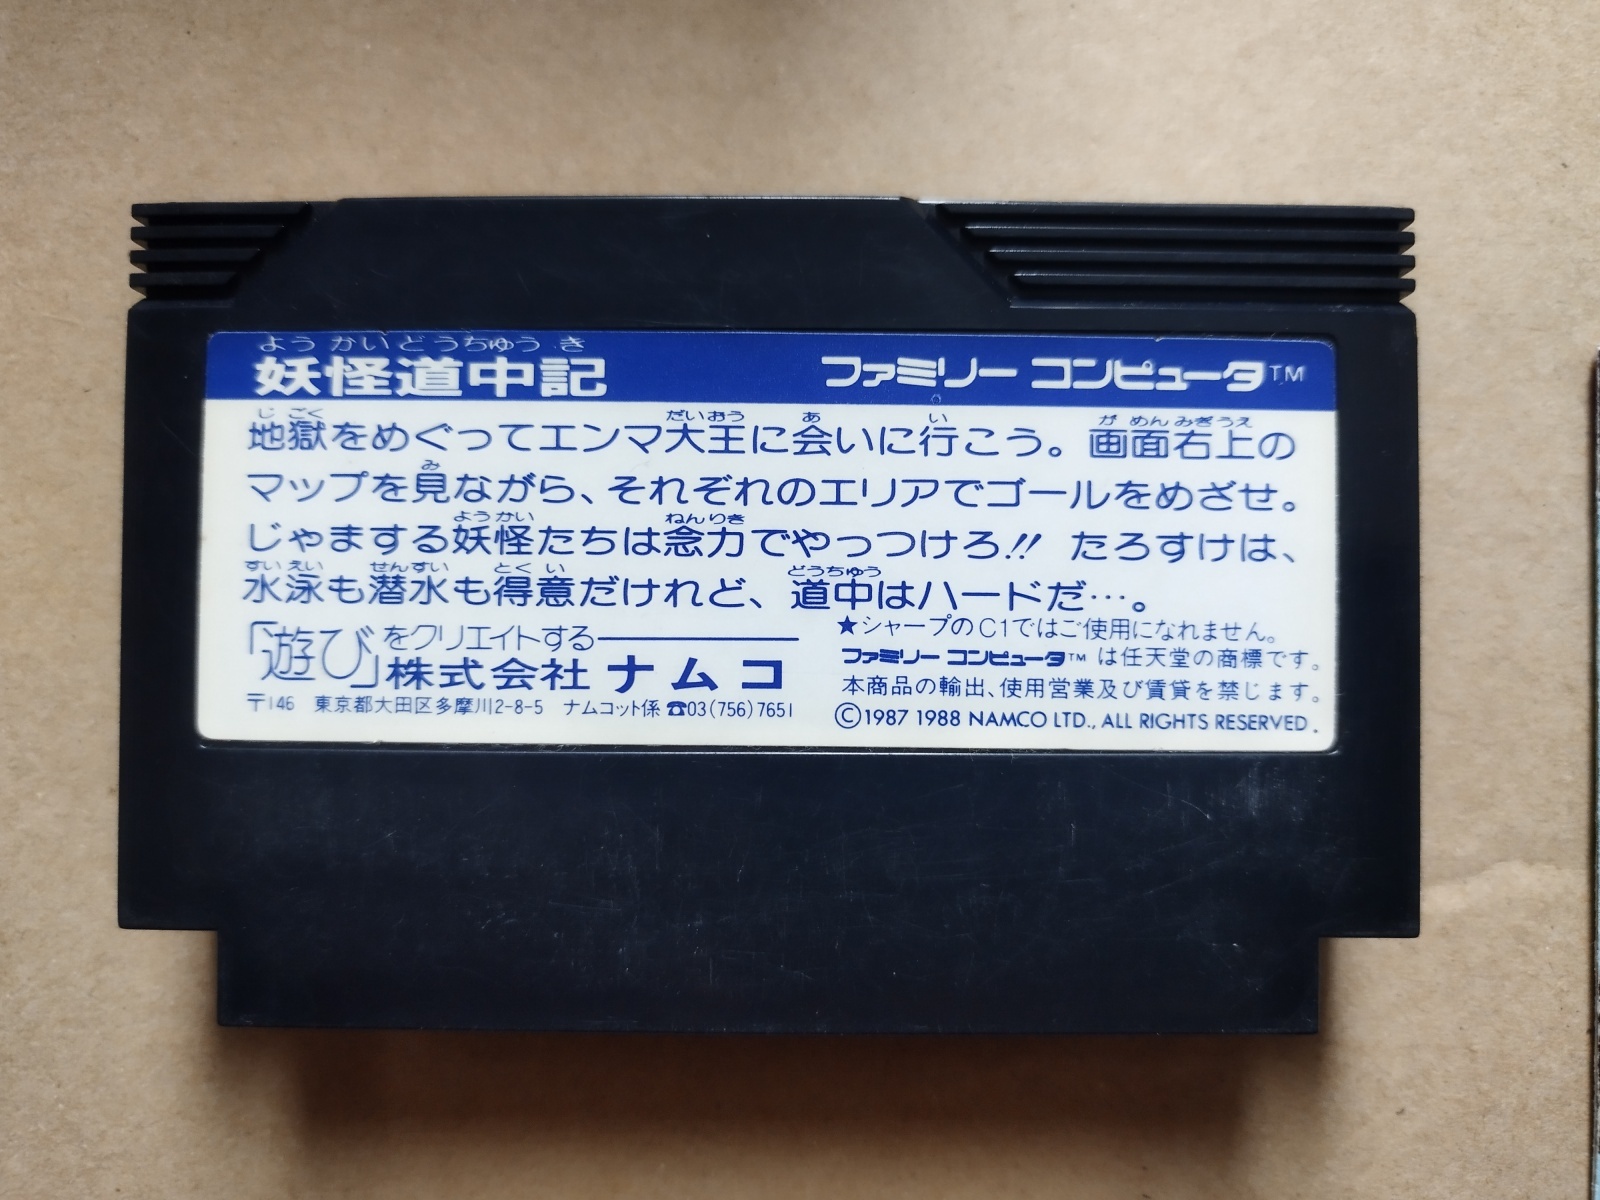 ようかいどうちゅうき
妖怪道中記
ファミリー コンピュータTM
じごく だいおう あ い がめんみぎうえ
地獄をめぐってエンマ大王に会いに行こう。画面右上の
み
マップを見ながら、それぞれのエリアでゴールをめざせ。
ようかい ねんりき
じゃまする妖怪たちは念力でやっつけろ!! たろすけは、
すいえい せんすい とくい どうちゅう
水泳も潜水も得意だけれど、道中はハードだ…。
「遊び」をクリエイトする
株式会社 ナムコ
〒146 東京都大田区多摩川2-8-5 ナムコット係 ☎03(756)7651
★シャープのC1ではご使用になれません。
ファミリー コンピュータTM は任天堂の商標です。
本商品の輸出、使用営業及び賃貸を禁じます。
©1987 1988 NAMCO LTD., ALL RIGHTS RESERVED.